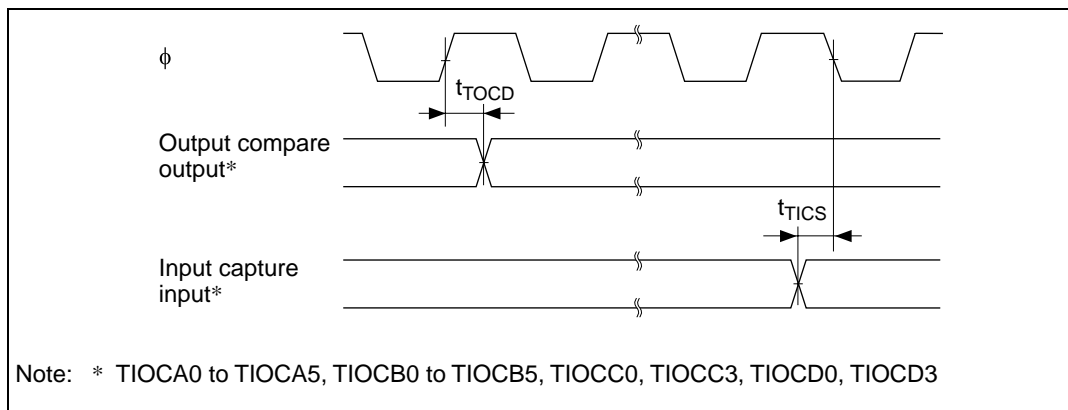 ϕ
tTOCD
Output compare
output*
tTICS
Input capture
input*
Note: * TIOCA0 to TIOCA5, TIOCB0 to TIOCB5, TIOCC0, TIOCC3, TIOCD0, TIOCD3